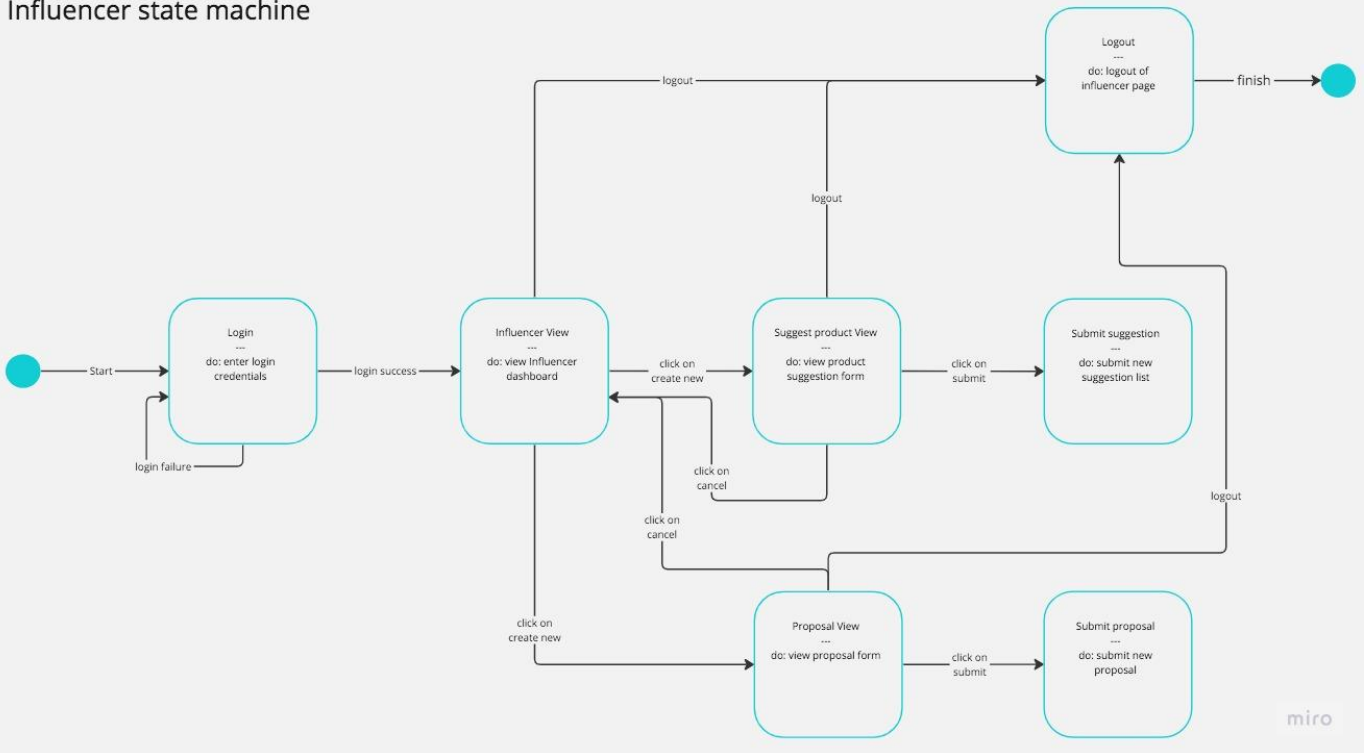 Influencer state machine
Logout
---
do: logout of
influencer page
logout
finish
logout
Login
---
do: enter login
credentials
Influencer View
---
do: view Influencer
dashboard
Suggest product View
---
do: view product
suggestion form
Submit suggestion
---
do: submit new
suggestion list
Start
login success
click on
create new
click on
submit
login failure
click on
cancel
logout
click on
cancel
click on
create new
Proposal View
---
do: view proposal form
click on
submit
Submit proposal
---
do: submit new
proposal
miro